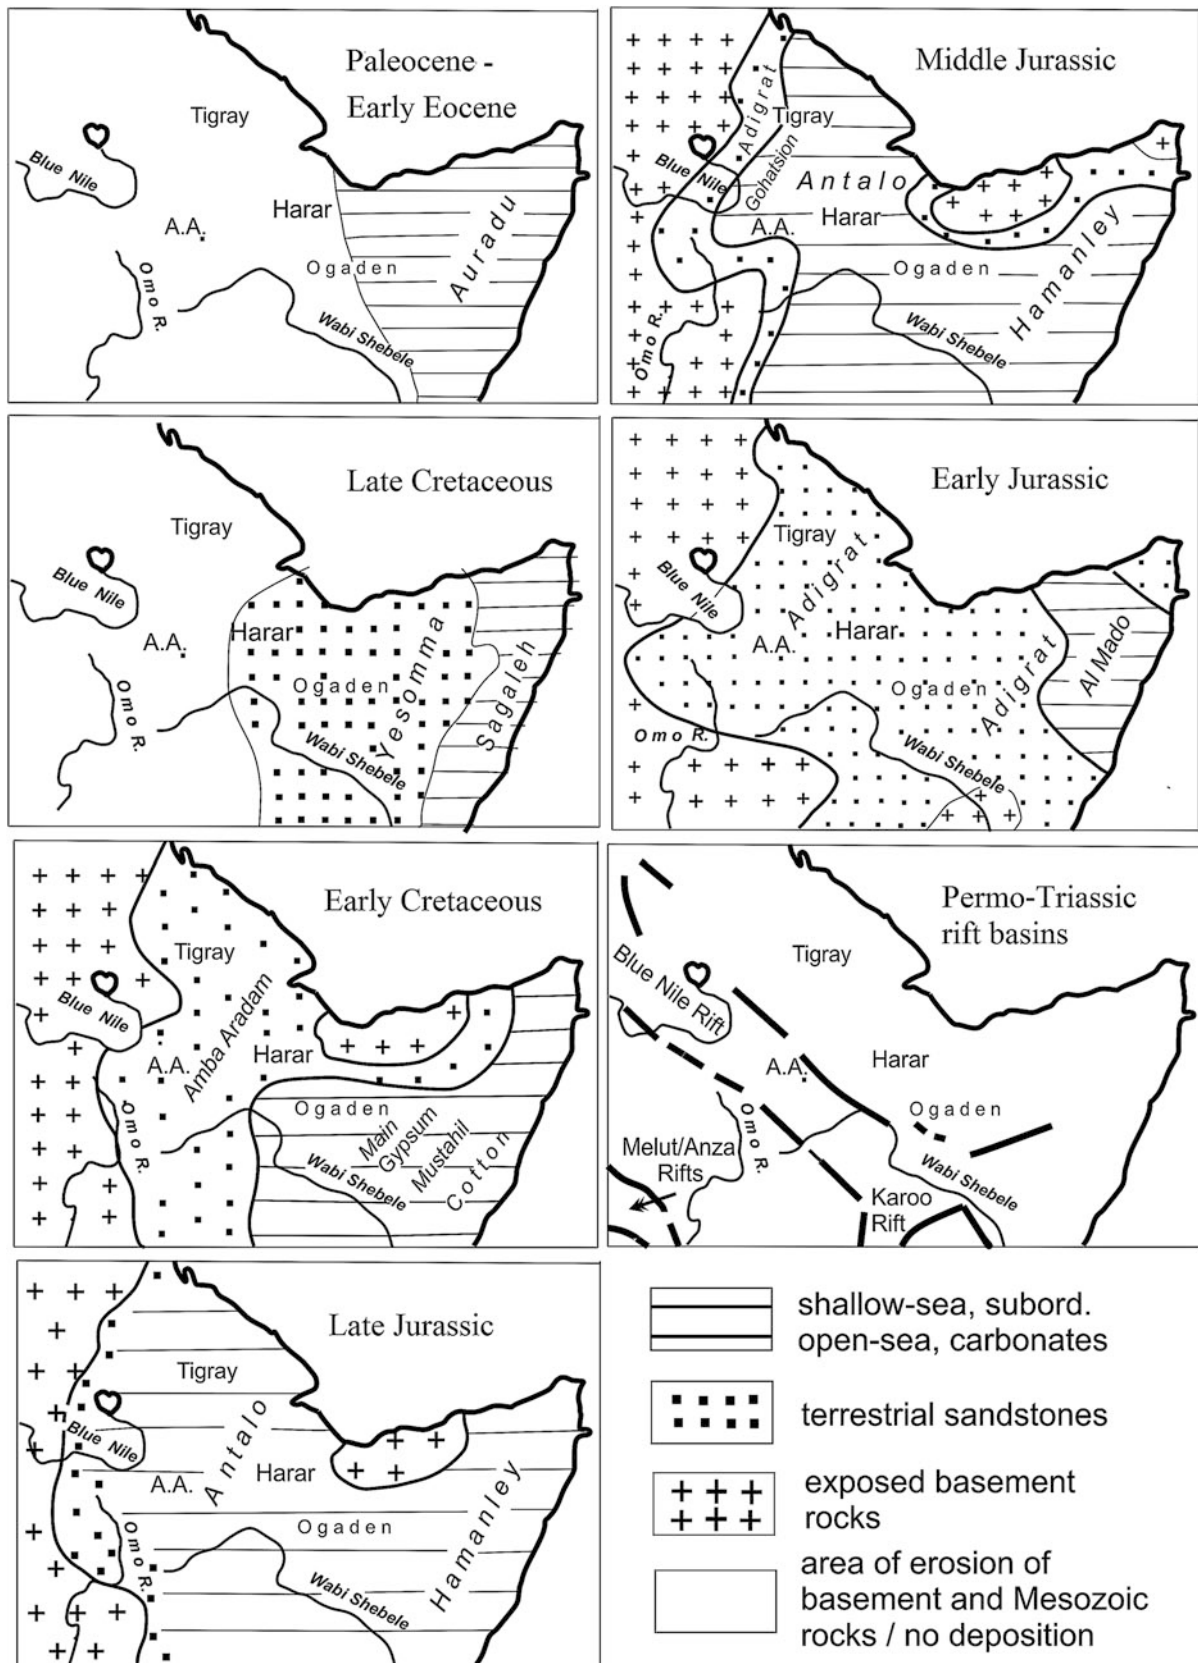 Paleocene -
Early Eocene
Tigray
Blue Nile
Harar
A.A.
Ogaden
Auradu
Omo R.
Wabi Shebele
Middle Jurassic
Adigrat
Tigray
Gohatsion
Blue Nile
Antalo
Harar
A.A.
Ogaden
Hamanley
Omo R.
Wabi Shebele
Late Cretaceous
Tigray
Blue Nile
Harar
A.A.
Ogaden
Yesomma
Sagaleh
Omo R.
Wabi Shebele
Early Jurassic
Tigray
Adigrat
Blue Nile
Harar
A.A.
Ogaden
Adigrat
Al Mado
Omo R.
Wabi Shebele
Early Cretaceous
Tigray
Blue Nile
Amba Aradam
Harar
A.A.
Ogaden
Omo R.
Main
Gypsum
Mustahil
Cotton
Wabi Shebele
Permo-Triassic
rift basins
Tigray
Blue Nile Rift
Harar
A.A.
Ogaden
Omo R.
Melut/Anza
Rifts
Wabi Shebele
Karoo
Rift
Late Jurassic
Tigray
Blue Nile
Antalo
Harar
A.A.
Ogaden
Hamanley
Omo R.
Wabi Shebele
shallow-sea, subord.
open-sea, carbonates
terrestrial sandstones
exposed basement
rocks
area of erosion of
basement and Mesozoic
rocks / no deposition